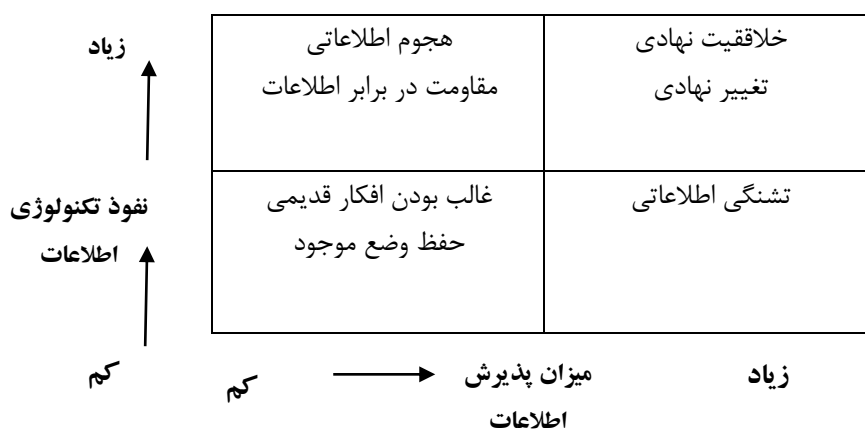 زیاد
خلاققیت نهادی
تغییر نهادی
هجوم اطلاعاتی
مقاومت در برابر اطلاعات
نفوذ تکنولوژی
اطلاعات
تشنگی اطلاعاتی
غالب بودن افکار قدیمی
حفظ وضع موجود
کم
زیاد
میزان پذیرش
اطلاعات
کم